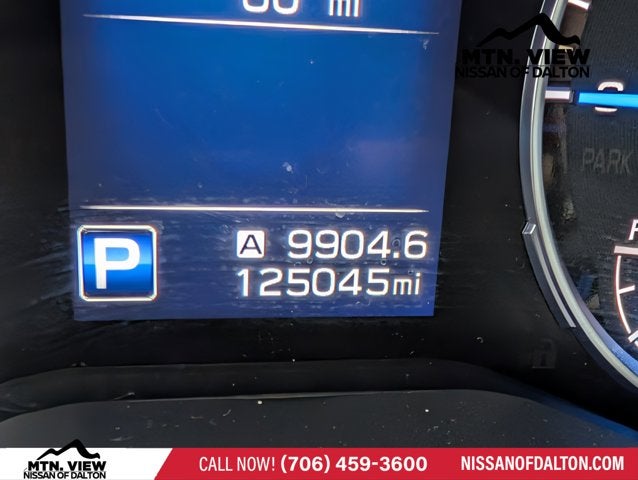 mi
MTN. VIEW
NISSAN OF DALTON
PARK
P
A 9904.6
125045mi
MTN. VIEW
NISSAN OF DALTON
CALL NOW! (706) 459-3600
NISSANOFDALTON.COM